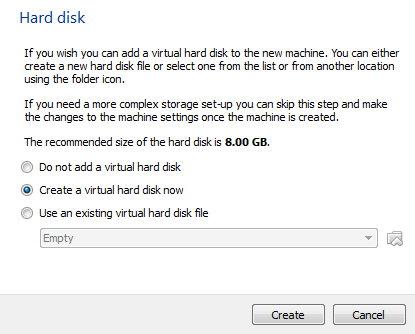 Hard disk
If you wish you can add a virtual hard disk to the new machine. You can either
create a new hard disk file or select one from the list or from another location
using the folder icon.
If you need a more complex storage set-up you can skip this step and make
the changes to the machine settings once the machine is created.
The recommended size of the hard disk is 8.00 GB.
Do not add a virtual hard disk
Create a virtual hard disk now
Use an existing virtual hard disk file
Empty
Create Cancel